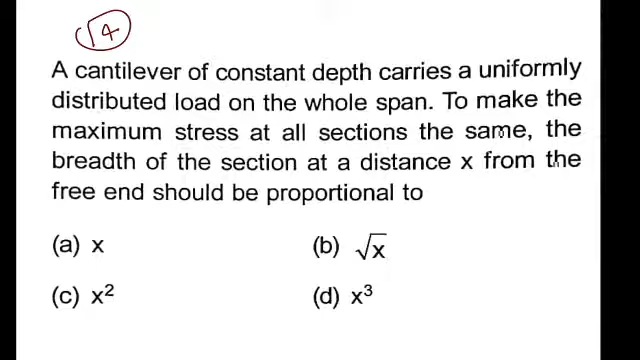 4
A cantilever of constant depth carries a uniformly
distributed load on the whole span. To make the
maximum stress at all sections the same, the
breadth of the section at a distance x from the
free end should be proportional to
(a) x
(b) √x
(c) x²
(d) x³